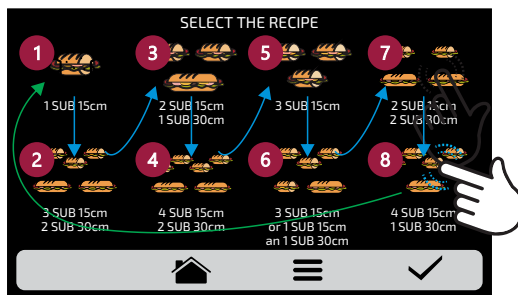 SELECT THE RECIPE
1
3
5
7
1 SUB 15cm
2 SUB 15cm
1 SUB 30cm
3 SUB 15cm
2 SUB 15cm
2 SUB 30cm
2
4
6
8
3 SUB 15cm
2 SUB 30cm
4 SUB 15cm
2 SUB 30cm
3 SUB 15cm
or 1 SUB 15cm
an 1 SUB 30cm
4 SUB 15cm
1 SUB 30cm